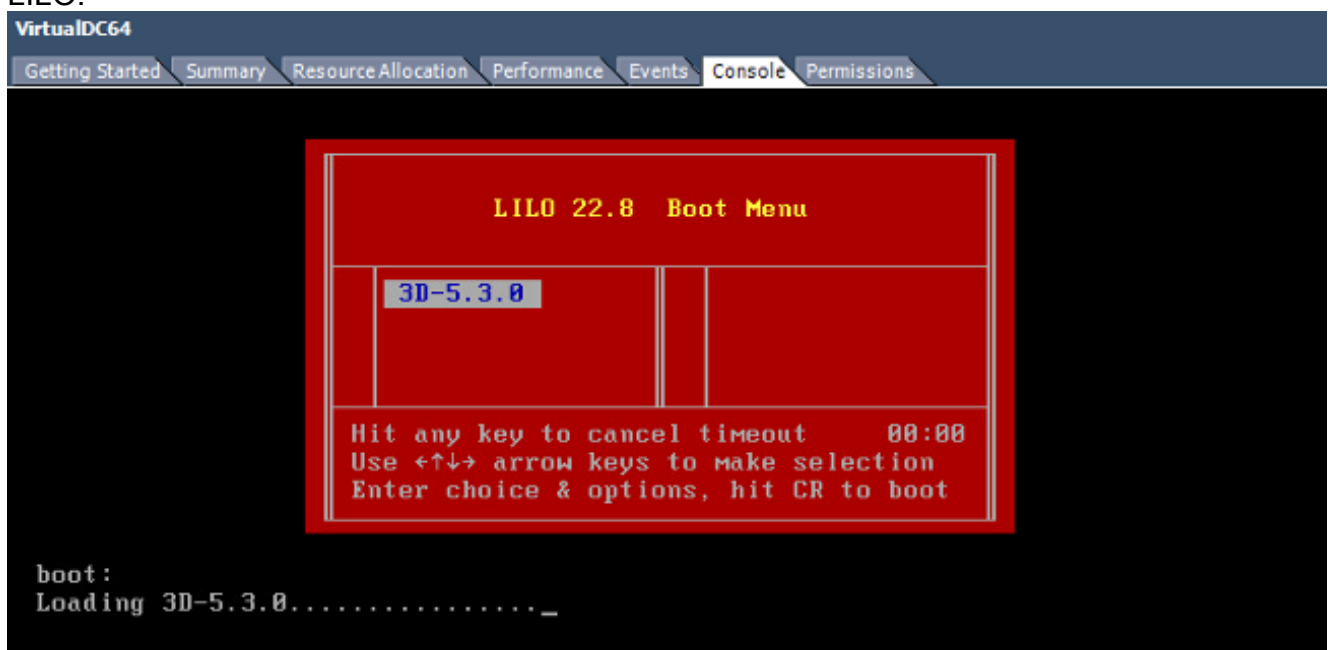 LILO:
VirtualDC64
Getting Started Summary Resource Allocation Performance Events Console Permissions
LILO 22.8 Boot Menu
3D-5.3.0
Hit any key to cancel timeout 00:00
Use ←↑↓→ arrow keys to make selection
Enter choice & options, hit CR to boot
boot:
Loading 3D-5.3.0................_